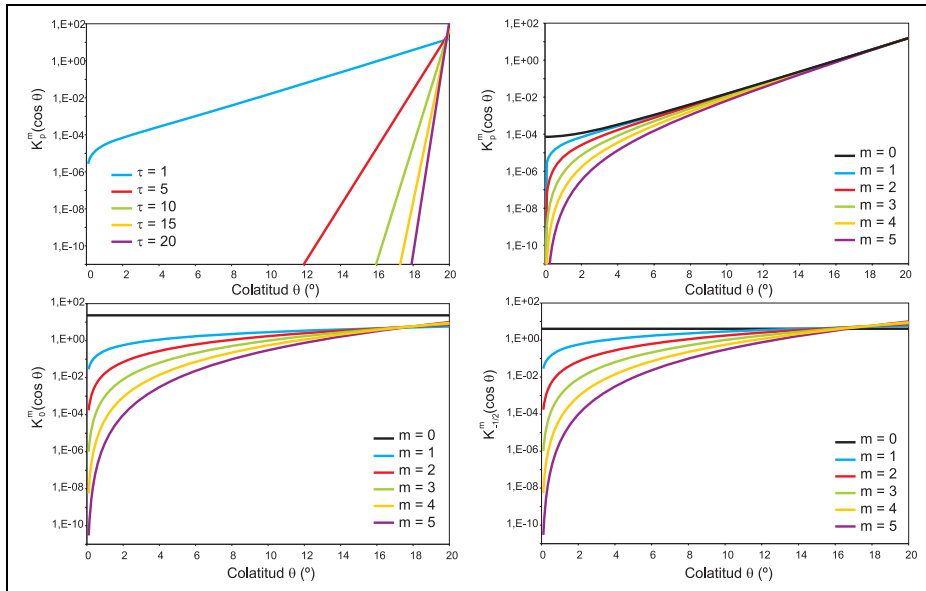 1,E+02
1,E+00
1,E-02
1,E-04
1,E-06
1,E-08
1,E-10
K_p^m(cos θ)
τ = 1
τ = 5
τ = 10
τ = 15
τ = 20
0 2 4 6 8 10 12 14 16 18 20
Colatitud θ (º)
1,E+02
1,E+00
1,E-02
1,E-04
1,E-06
1,E-08
1,E-10
K_p^m(cos θ)
m = 0
m = 1
m = 2
m = 3
m = 4
m = 5
0 2 4 6 8 10 12 14 16 18 20
Colatitud θ (º)
1,E+02
1,E+00
1,E-02
1,E-04
1,E-06
1,E-08
1,E-10
K_0^m(cos θ)
m = 0
m = 1
m = 2
m = 3
m = 4
m = 5
0 2 4 6 8 10 12 14 16 18 20
Colatitud θ (º)
1,E+02
1,E+00
1,E-02
1,E-04
1,E-06
1,E-08
1,E-10
K_{-1/2}^m(cos θ)
m = 0
m = 1
m = 2
m = 3
m = 4
m = 5
0 2 4 6 8 10 12 14 16 18 20
Colatitud θ (º)